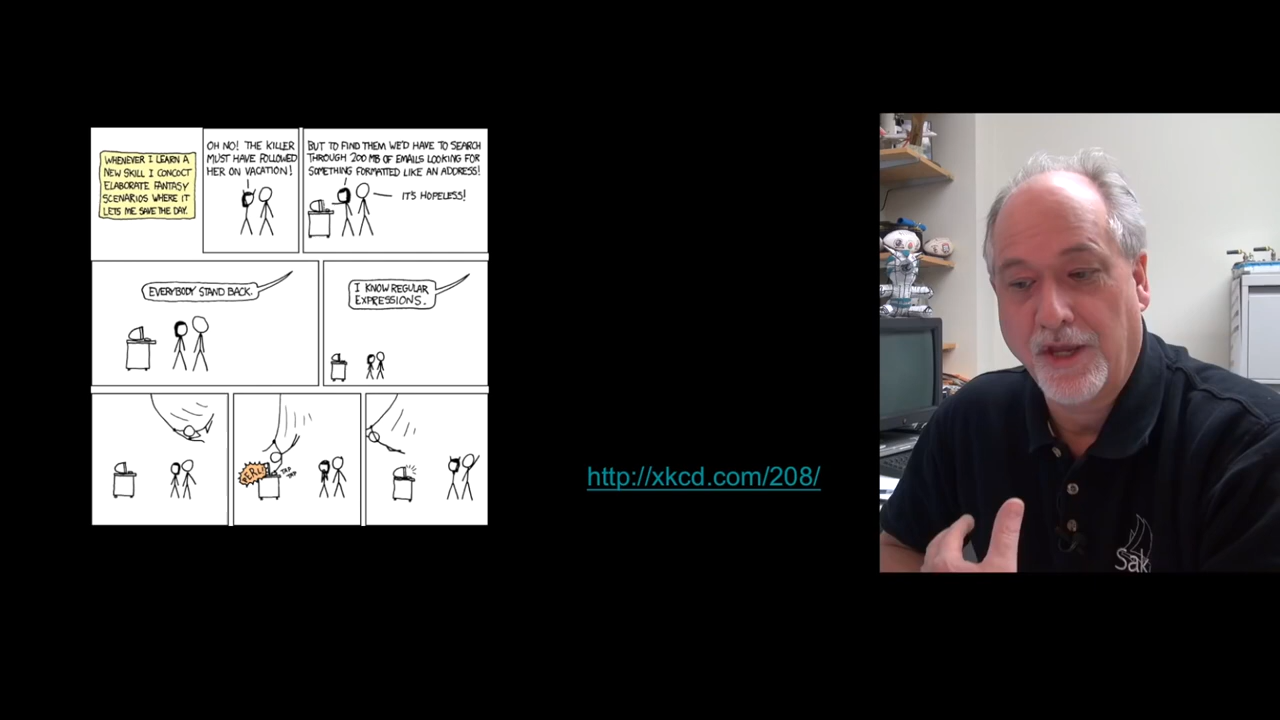 WHENEVER I LEARN A
NEW SKILL I CONCOCT
ELABORATE FANTASY
SCENARIOS WHERE IT
LETS ME SAVE THE DAY.
OH NO! THE KILLER
MUST HAVE FOLLOWED
HER ON VACATION!
BUT TO FIND THEM WE'D HAVE TO SEARCH
THROUGH 200 MB OF EMAILS LOOKING FOR
SOMETHING FORMATTED LIKE AN ADDRESS!
IT'S HOPELESS!
EVERYBODY STAND BACK.
I KNOW REGULAR
EXPRESSIONS.
PERL!
TAP
TAP
http://xkcd.com/208/
Sak